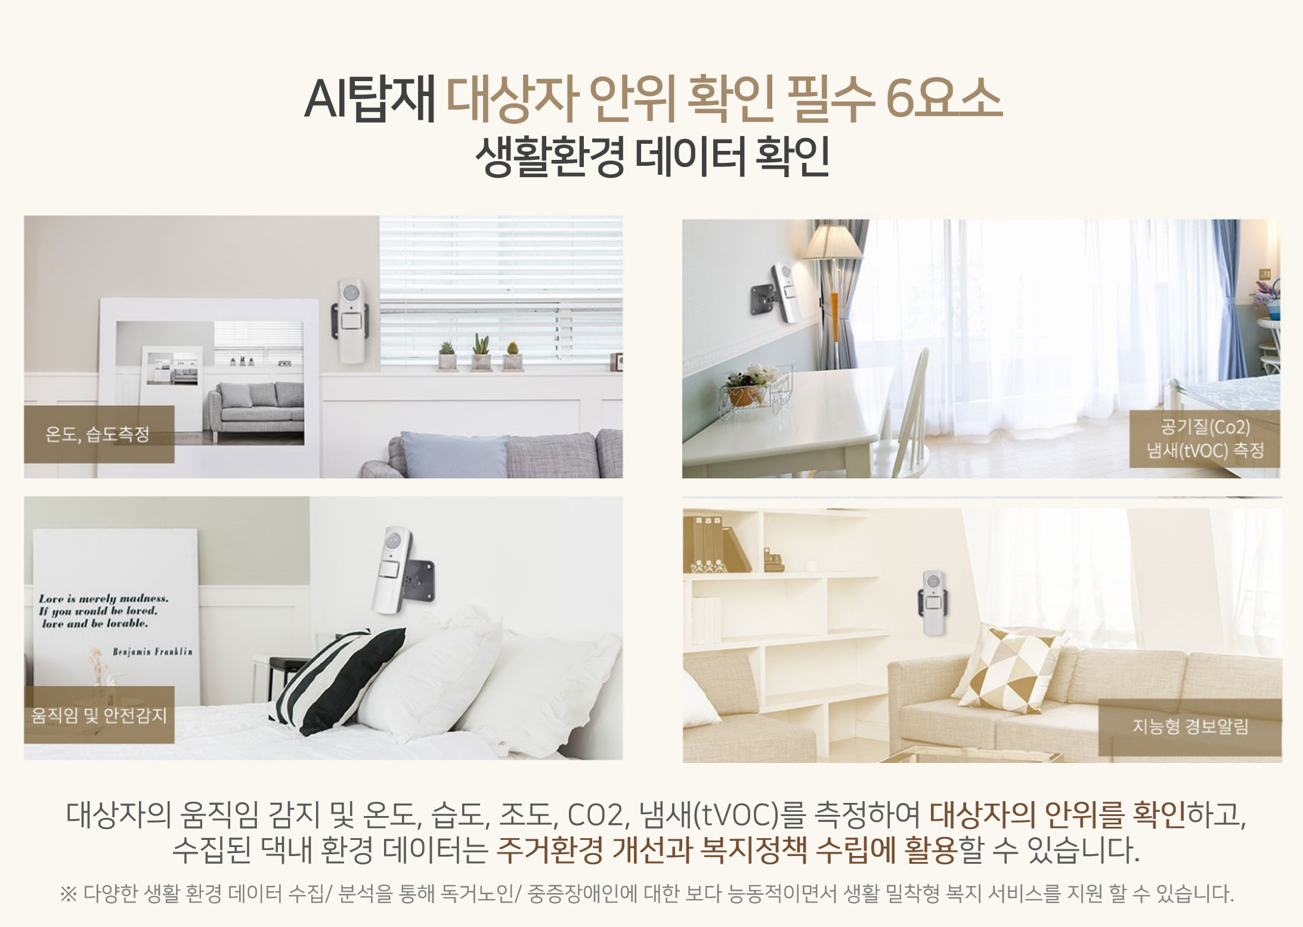 AI탑재 대상자 안위 확인 필수 6요소
생활환경 데이터 확인
온도, 습도측정
공기질(Co2)
냄새(tVOC) 측정
Love is merely madness.
If you would be loved,
love and be lovable.
Benjamin Franklin
움직임 및 안전감지
지능형 경보알림
대상자의 움직임 감지 및 온도, 습도, 조도, CO2, 냄새(tVOC)를 측정하여 대상자의 안위를 확인하고,
수집된 댁내 환경 데이터는 주거환경 개선과 복지정책 수립에 활용할 수 있습니다.
※ 다양한 생활 환경 데이터 수집/ 분석을 통해 독거노인/ 중증장애인에 대한 보다 능동적이면서 생활 밀착형 복지 서비스를 지원 할 수 있습니다.